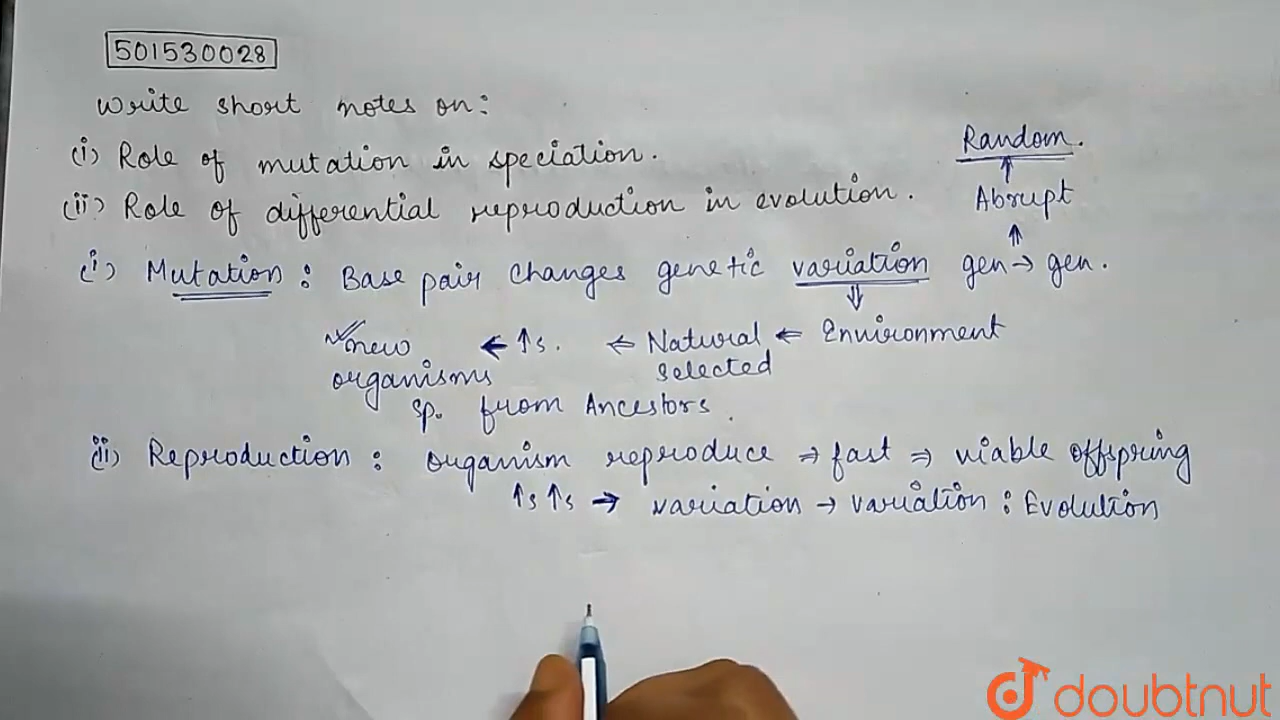 501530028
Write short notes on:
(i) Role of mutation in speciation.
Random.
↑
(ii) Role of differential reproduction in evolution.
Abrupt
↑
(i) Mutation : Base pair changes genetic variation gen → gen.
⇓
new ← ↑s. ⇐ Natural ⇐ Environment
organisms selected
sp. from Ancestors.
(ii) Reproduction : organism reproduce ⇒ fast ⇒ viable offspring
↑s ↑s → variation → variation : Evolution
doubtnut